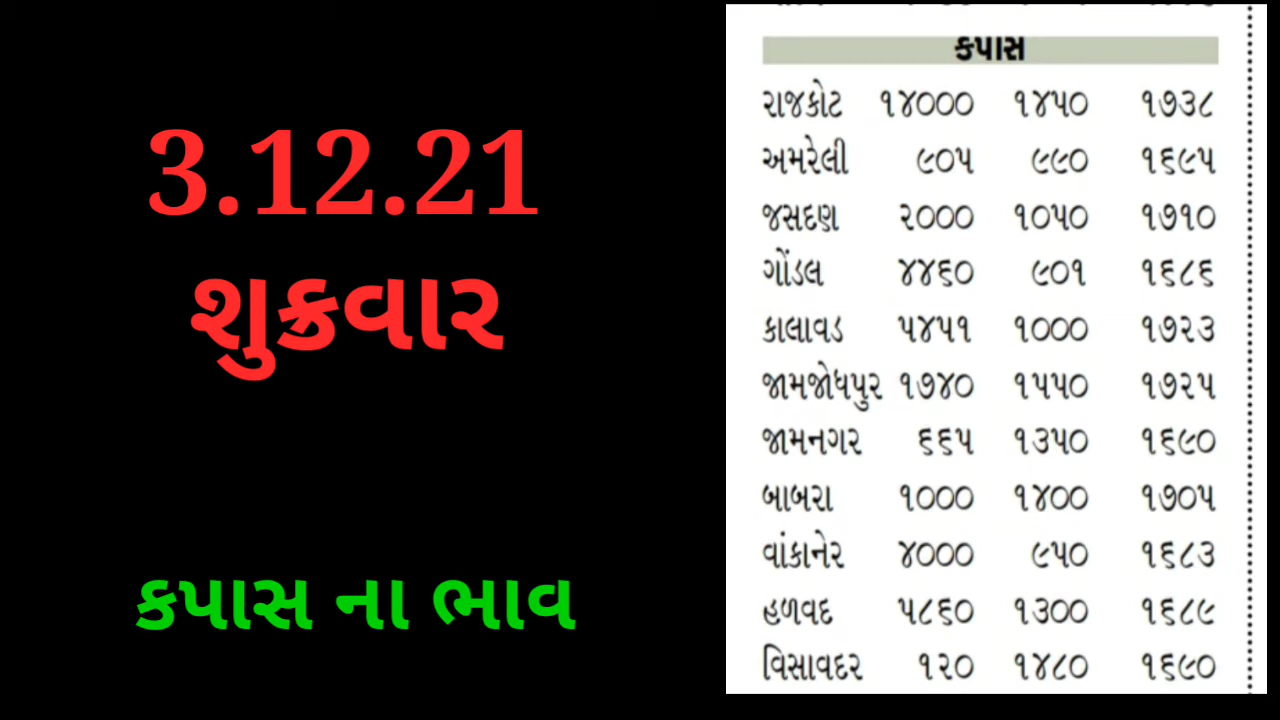 3.12.21
શુક્રવાર
કપાસ ના ભાવ
કપાસ
રાજકોટ ૧૪૦૦૦ ૧૪૫૦ ૧૭૩૮
અમરેલી ૯૦૫ ૯૯૦ ૧૬૯૫
જસદણ ૨૦૦૦ ૧૦૫૦ ૧૭૧૦
ગોંડલ ૪૪૬૦ ૯૦૧ ૧૬૮૬
કાલાવડ ૫૪૫૧ ૧૦૦૦ ૧૭૨૩
જામજોધપુર ૧૭૪૦ ૧૫૫૦ ૧૭૨૫
જામનગર ૬૬૫ ૧૩૫૦ ૧૬૯૦
બાબરા ૧૦૦૦ ૧૪૦૦ ૧૭૦૫
વાંકાનેર ૪૦૦૦ ૯૫૦ ૧૬૮૩
હળવદ ૫૮૬૦ ૧૩૦૦ ૧૬૮૯
વિસાવદર ૧૨૦ ૧૪૮૦ ૧૬૯૦